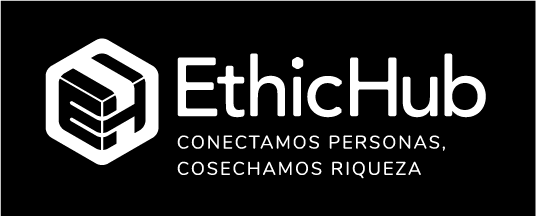 EthicHub
CONECTAMOS PERSONAS,
COSECHAMOS RIQUEZA